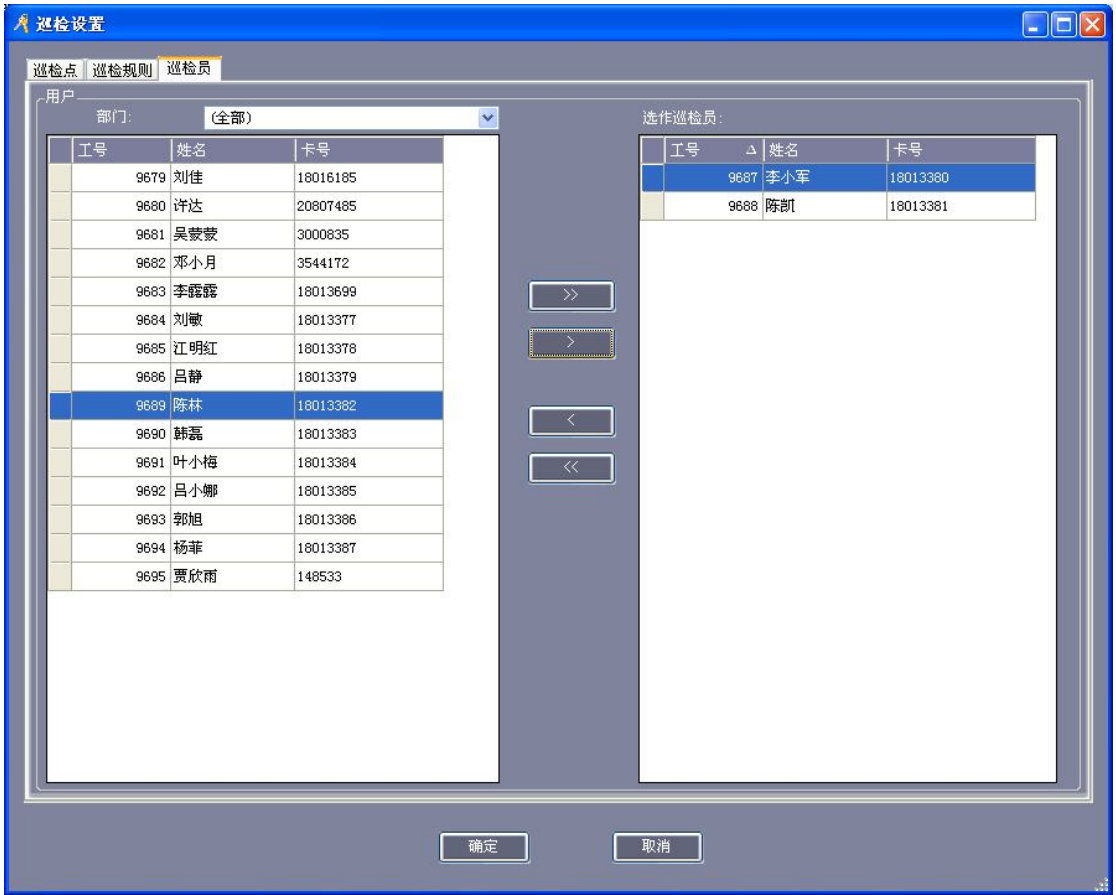 巡检设置
巡检点 巡检规则 巡检员
用户
部门: (全部) 选作巡检员:
工号 姓名 卡号
9679 刘佳 18016185
9680 许达 20807485
9681 吴蒙蒙 3000835
9682 邓小月 3544172
9683 李露露 18013699
9684 刘敏 18013377
9685 江明红 18013378
9686 吕静 18013379
9689 陈林 18013382
9690 韩磊 18013383
9691 叶小梅 18013384
9692 吕小娜 18013385
9693 郭旭 18013386
9694 杨菲 18013387
9695 贾欣雨 148533
>>
>
<
<<
工号 △ 姓名 卡号
9687 李小军 18013380
9688 陈凯 18013381
确定 取消